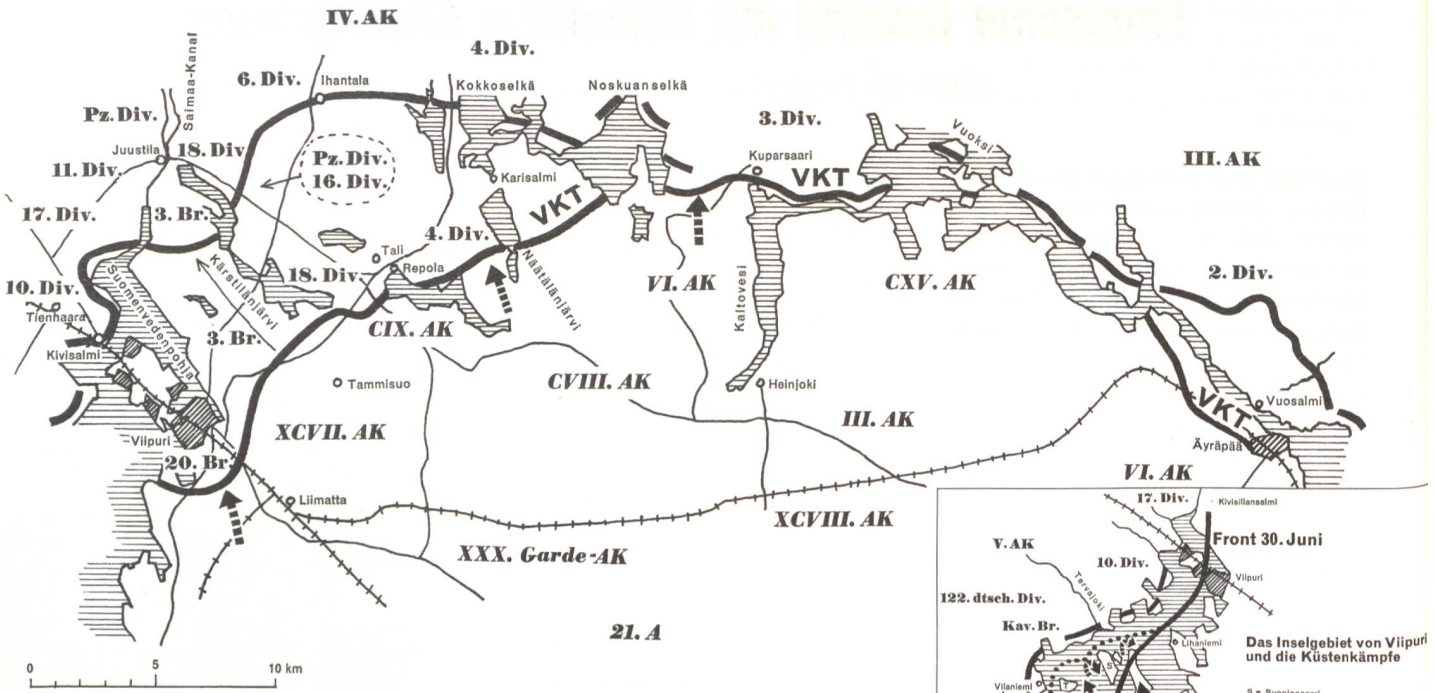 IV. AK
4. Div.
6. Div.
Ihantala
Kokkoselkä
Noskuanselkä
Saimaa-Kanal
Pz. Div.
3. Div.
Vuoksi
Juustila
18. Div
11. Div.
Pz. Div.
16. Div.
Kuparsaari
III. AK
Karisalmi
VKT
VKT
17. Div.
3. Br.
4. Div.
Tali
Repola
18. Div.
Näätälänjärvi
VI. AK
Kaltovesi
CXV. AK
2. Div.
10. Div.
Tienhaara
Suomenvedenpohja
Kärstilänjärvi
Kivisalmi
3. Br.
CIX. AK
Tammisuo
CVIII. AK
Heinjoki
VKT
Vuosalmi
Viipuri
XCVII. AK
III. AK
Äyräpää
20. Br.
VI. AK
Liimatta
XCVIII. AK
XXX. Garde-AK
21. A
0 5 10 km
17. Div.
Kivisillansalmi
Front 30. Juni
V. AK
10. Div.
Viipuri
Tervajoki
122. dtsch. Div.
Kav. Br.
Lihaniemi
Das Inselgebiet von Viipuri
und die Küstenkämpfe
Vilaniemi
T
S